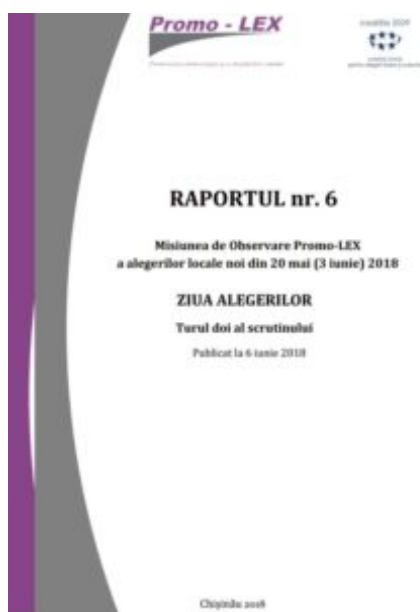 Promo - LEX
RAPORTUL nr. 6
Misiunea de Observare Promo-LEX
a alegerilor locale noi din 20 mai (3 iunie) 2018
ZIUA ALEGERILOR
Turul doi al scrutinului
Publicat la 6 iunie 2018
Chișinău 2018